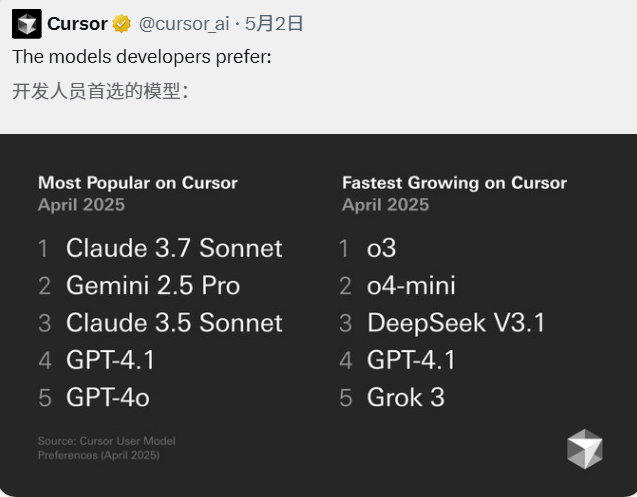 Cursor @cursor_ai · 5月2日
The models developers prefer:
开发人员首选的模型：
Most Popular on Cursor
April 2025
1 Claude 3.7 Sonnet
2 Gemini 2.5 Pro
3 Claude 3.5 Sonnet
4 GPT-4.1
5 GPT-4o
Source: Cursor User Model
Preferences (April 2025)
Fastest Growing on Cursor
April 2025
1 o3
2 o4-mini
3 DeepSeek V3.1
4 GPT-4.1
5 Grok 3